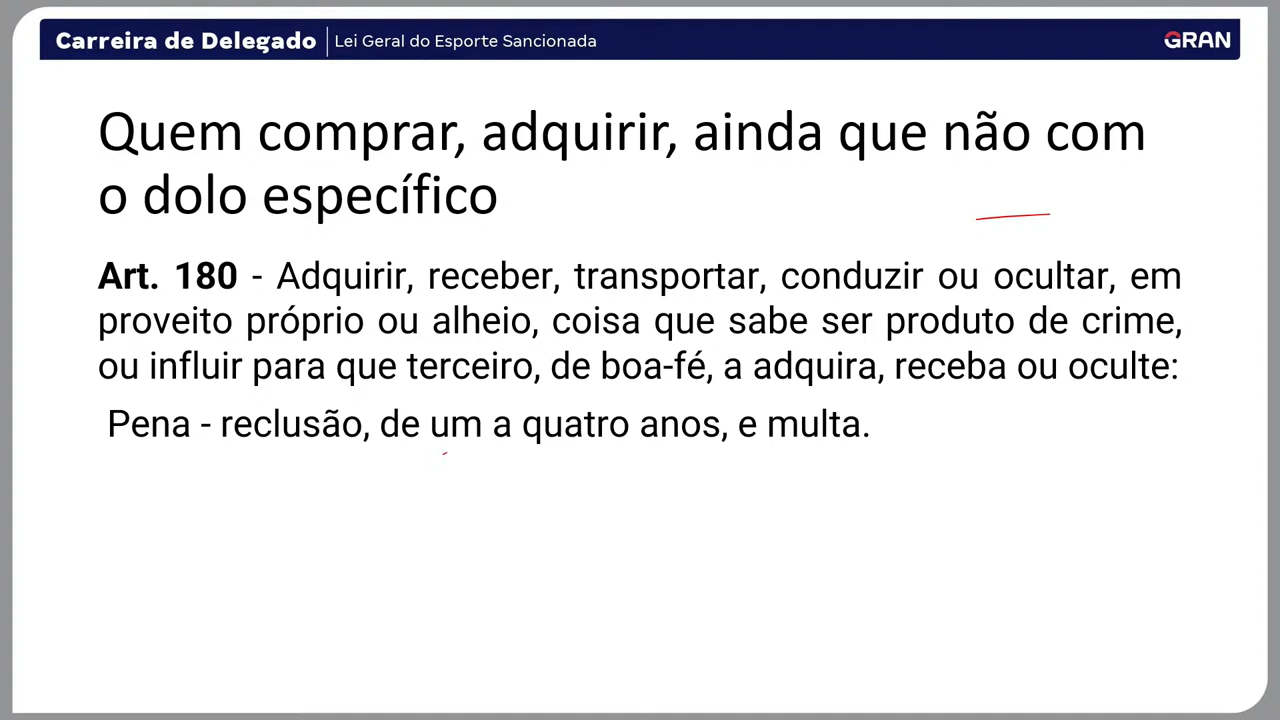 Carreira de Delegado | Lei Geral do Esporte Sancionada
GRAN
Quem comprar, adquirir, ainda que não com
o dolo específico
Art. 180 - Adquirir, receber, transportar, conduzir ou ocultar, em
proveito próprio ou alheio, coisa que sabe ser produto de crime,
ou influir para que terceiro, de boa-fé, a adquira, receba ou oculte:
Pena - reclusão, de um a quatro anos, e multa.